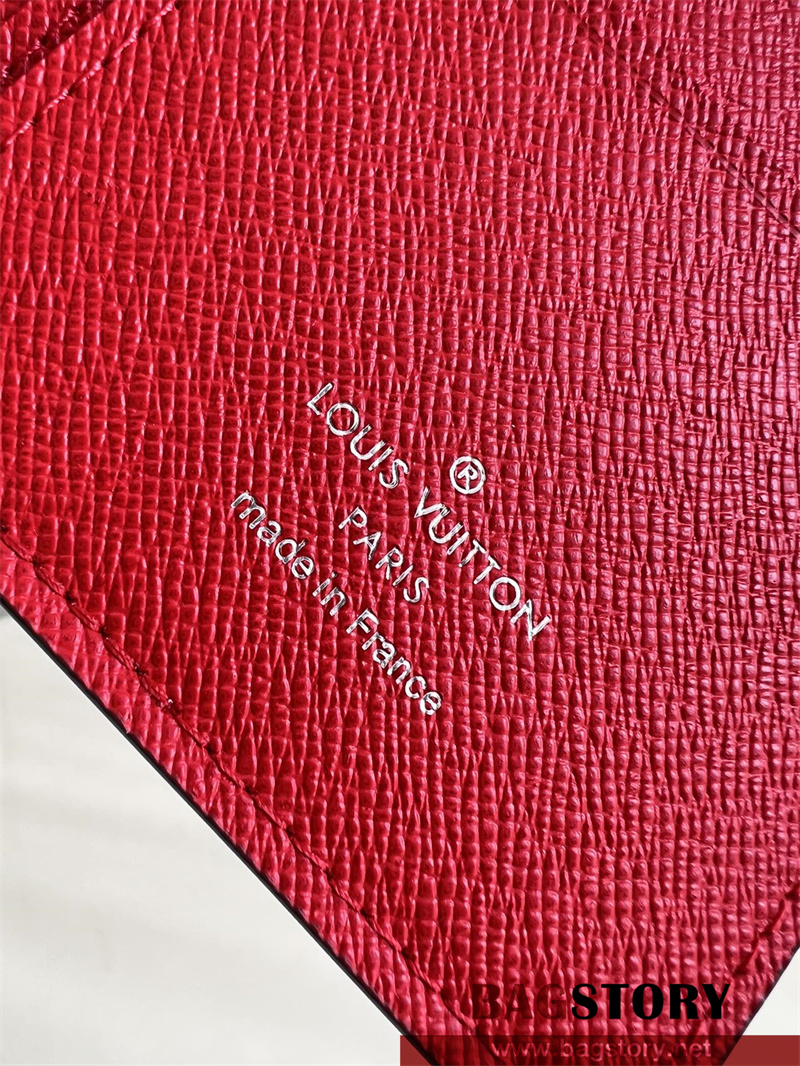 LOUIS VUITTON®
PARIS
made in France
BAGSTORY
www.bagstory.net